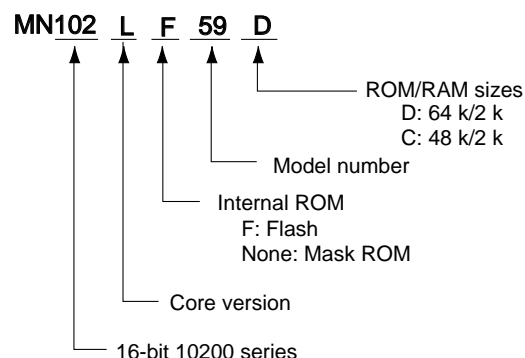 MN102 L F 59 D
ROM/RAM sizes
D: 64 k/2 k
C: 48 k/2 k
Model number
Internal ROM
F: Flash
None: Mask ROM
Core version
16-bit 10200 series